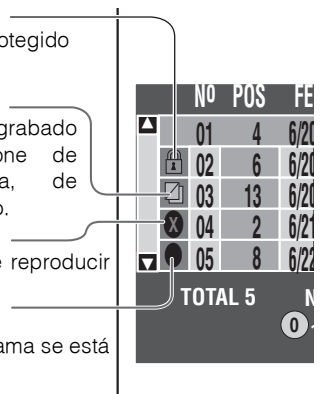 otegido
grabado
one de
a, de
o.
e reproducir
ama se está
Nº POS FE
01 4 6/20
02 6 6/20
03 13 6/20
X 04 2 6/21
05 8 6/22
TOTAL 5 N
0